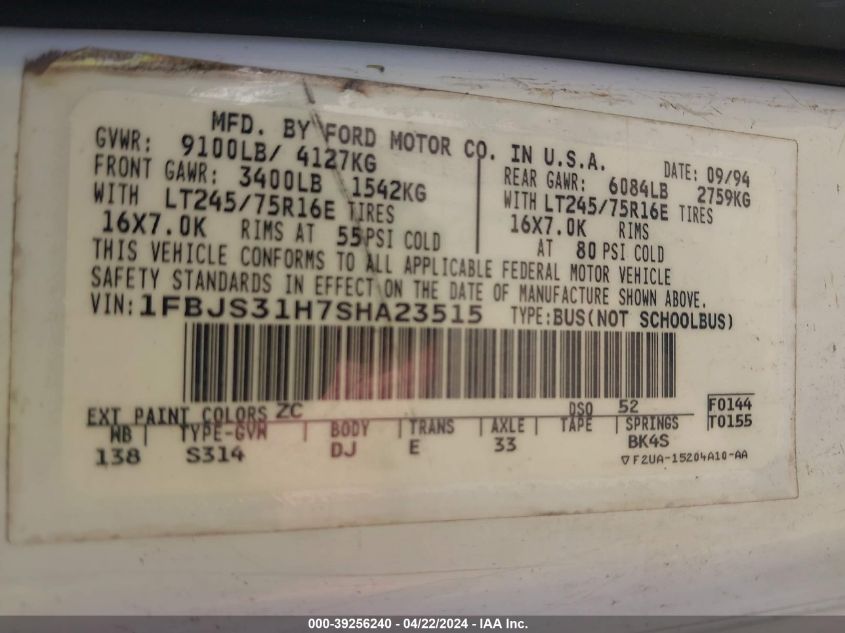 MFD. BY FORD MOTOR CO. IN U.S.A.
GVWR: 9100LB/ 4127KG DATE: 09/94
FRONT GAWR: 3400LB 1542KG REAR GAWR: 6084LB 2759KG
WITH LT245/75R16E TIRES WITH LT245/75R16E TIRES
16X7.0K RIMS AT 55 PSI COLD 16X7.0K RIMS AT 80 PSI COLD
THIS VEHICLE CONFORMS TO ALL APPLICABLE FEDERAL MOTOR VEHICLE
SAFETY STANDARDS IN EFFECT ON THE DATE OF MANUFACTURE SHOWN ABOVE.
VIN: 1FBJS31H7SHA23515 TYPE: BUS(NOT SCHOOLBUS)
EXT PAINT COLORS ZC DSO 52 F0144
WB TYPE-GVW BODY TRANS AXLE TAPE SPRINGS T0155
138 S314 DJ E 33 BK4S
▽F2UA-15204A10-AA
000-39256240 - 04/22/2024 - IAA Inc.